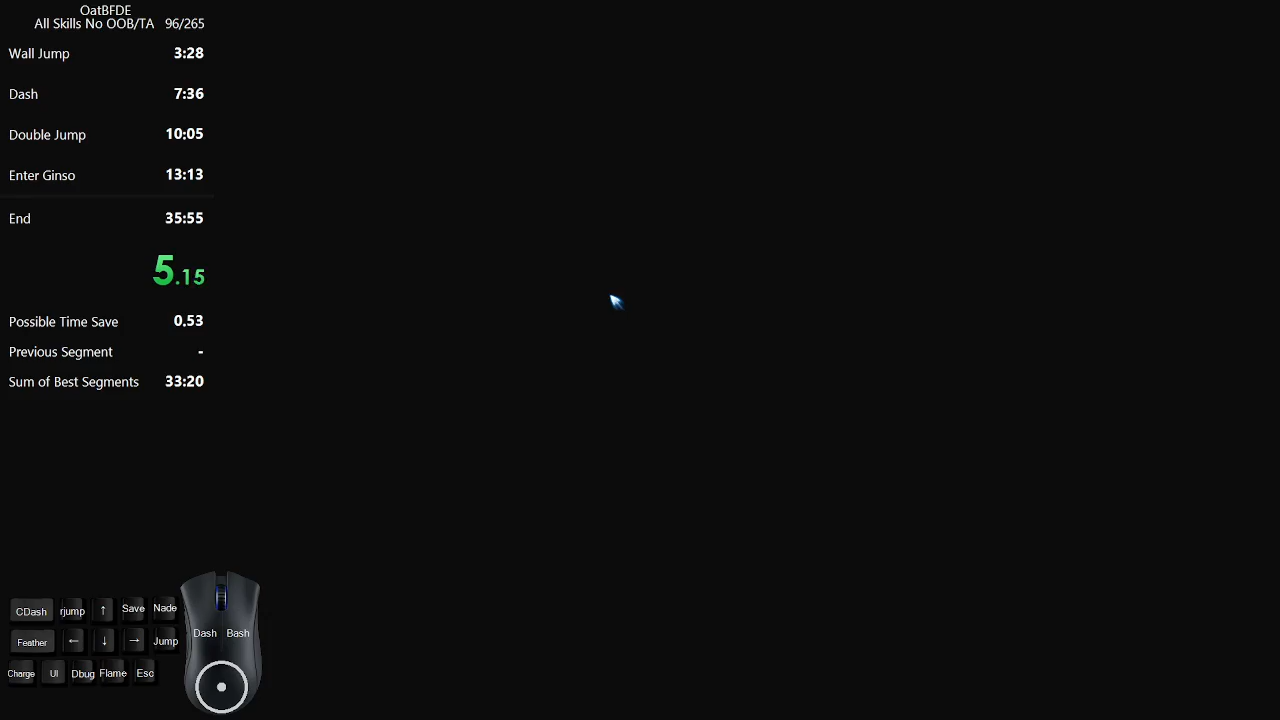 OatBFDE
All Skills No OOB/TA 96/265
Wall Jump 3:28
Dash 7:36
Double Jump 10:05
Enter Ginso 13:13
End 35:55
5.15
Possible Time Save 0.53
Previous Segment -
Sum of Best Segments 33:20
CDash rjump ↑ Save Nade
Feather ← ↓ → Jump
Dash Bash
Charge UI Dbug Flame Esc